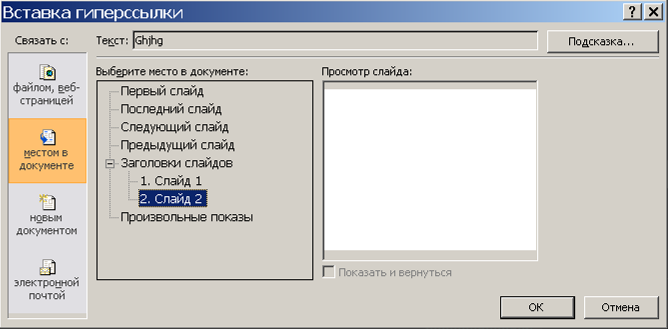 Вставка гиперссылки
Связать с:
Текст: Ghjhg
Подсказка...
файлом, веб-
страницей
местом в
документе
новым
документом
электронной
почтой
Выберите место в документе:
Первый слайд
Последний слайд
Следующий слайд
Предыдущий слайд
Заголовки слайдов
1. Слайд 1
2. Слайд 2
Произвольные показы
Просмотр слайда:
Показать и вернуться
ОК
Отмена